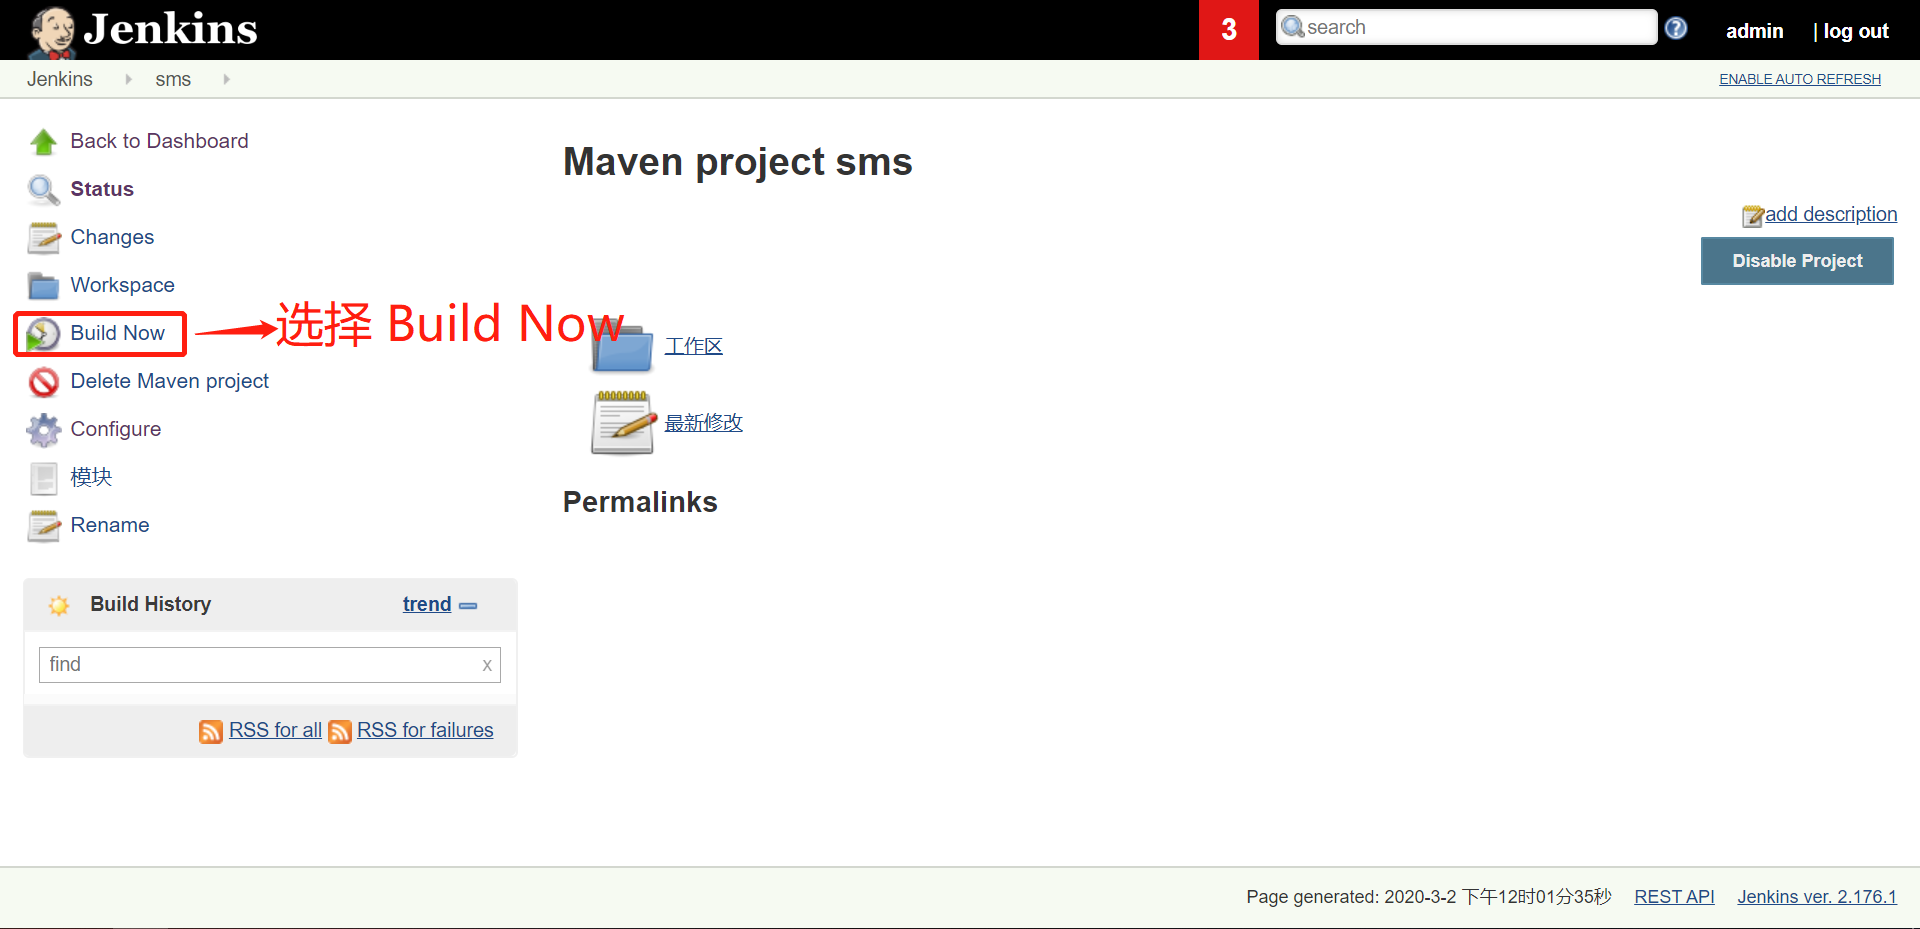 Jenkins
3
search
admin
| log out
Jenkins
sms
ENABLE AUTO REFRESH
Back to Dashboard
Status
Changes
Workspace
Build Now
选择 Build Now
Delete Maven project
Configure
模块
Rename
Maven project sms
add description
Disable Project
工作区
最新修改
Permalinks
Build History
trend
find
x
RSS for all
RSS for failures
Page generated: 2020-3-2 下午12时01分35秒
REST API
Jenkins ver. 2.176.1